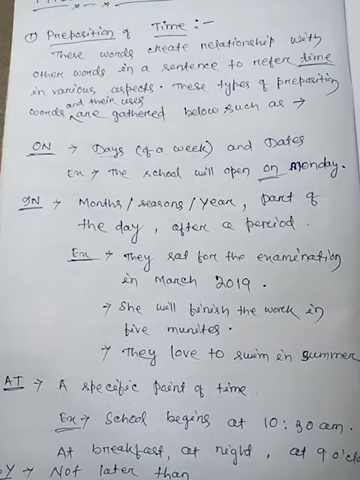 ① Preposition of Time :-
These words create relationship with
other words in a sentence to refer time
in various aspects. These types of preposition
words and their uses are gathered below such as →
ON → Days (of a week) and Dates
Ex → The school will open on Monday.
IN → Months/seasons/Year, part of
the day, after a period.
Ex → They sat for the examination
in March 2019.
→ She will finish the work in
five munites.
→ They love to swim in summer
AT → A specific point of time
Ex → School begins at 10:30 am.
At breakfast, at night, at 9 o'cl
BY → Not later than